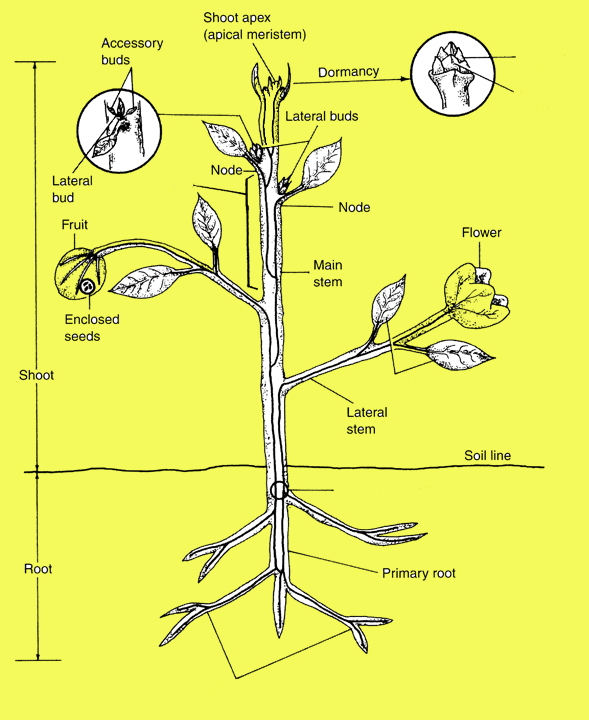 Shoot apex
(apical meristem)
Accessory
buds
Dormancy
Lateral buds
Node
Lateral
bud
Node
Fruit
Flower
Main
stem
Enclosed
seeds
Shoot
Lateral
stem
Soil line
Root
Primary root